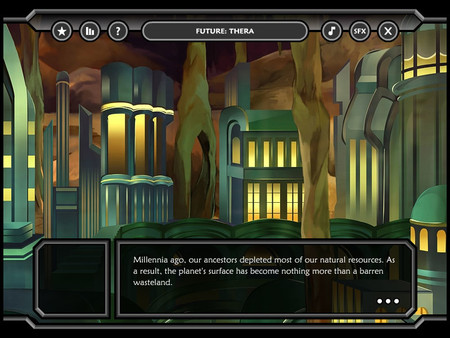 ?
FUTURE: THERA
SFX
X
Millennia ago, our ancestors depleted most of our natural resources. As
a result, the planet's surface has become nothing more than a barren
wasteland.